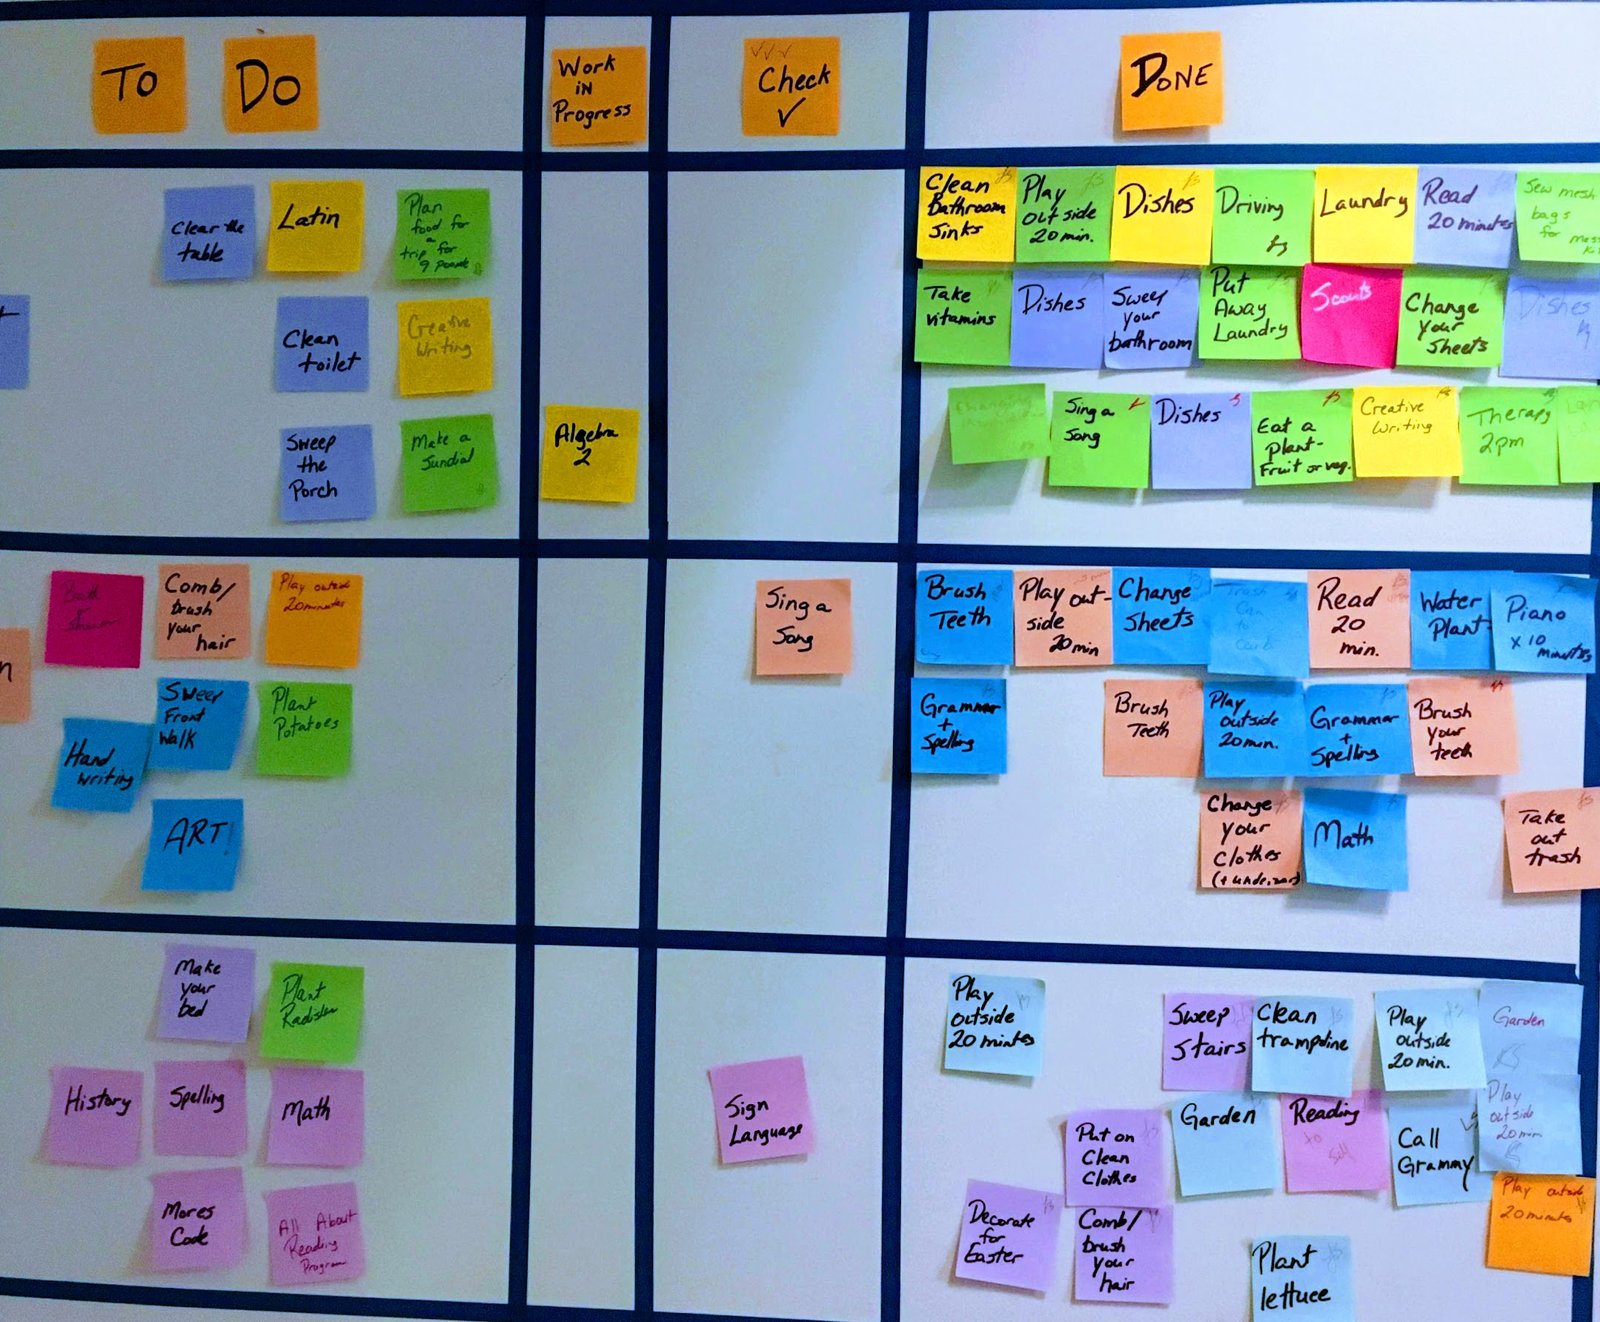 TO
DO
Work
in
Progress
Check
DONE
Clear the
table
Latin
Plan
food for
a
trip for
9 people
Clean
toilet
Creative
Writing
Sweep
the
Porch
Make a
Sundial
Algebra
2
Clean
Bathroom
Sinks
Play
out side
20 min.
Dishes
Driving
Laundry
Read
20 minutes
Sew mesh
bags
for mess
Take
vitamins
Dishes
Sweep
your
bathroom
Put
Away
Laundry
Scouts
Change
your
Sheets
Dishes
Sing a
Song
Dishes
Eat a
Plant-
Fruit or veg.
Creative
Writing
Therapy
2pm
Comb/
brush
your
hair
Play outside
20 minutes
Hand
writing
Sweep
Front
Walk
Plant
Potatoes
ART!
Sing a
Song
Brush
Teeth
Play out-
side
20 min
Change
Sheets
Trash
Can
to
Curb
Read
20
min.
Water
Plant
Piano
x 10
minutes
Grammar
+
Spelling
Brush
Teeth
Play
outside
20 min.
Grammar
+
Spelling
Brush
Your
teeth
Change
your
Clothes
(+ underwear)
Math
Take
out
trash
Make
your
bed
Plant
Radishes
History
Spelling
Math
Mores
Code
All About
Reading
Program
Sign
Language
Play
outside
20 mintes
Sweep
Stairs
Clean
trampoline
Play
outside
20 min.
Garden
Put on
Clean
Clothes
Garden
Reading
Call
Grammy
Play
outside
20 min
Decorate
for
Easter
Comb/
brush
your
hair
Plant
lettuce
Play outside
20 minutes